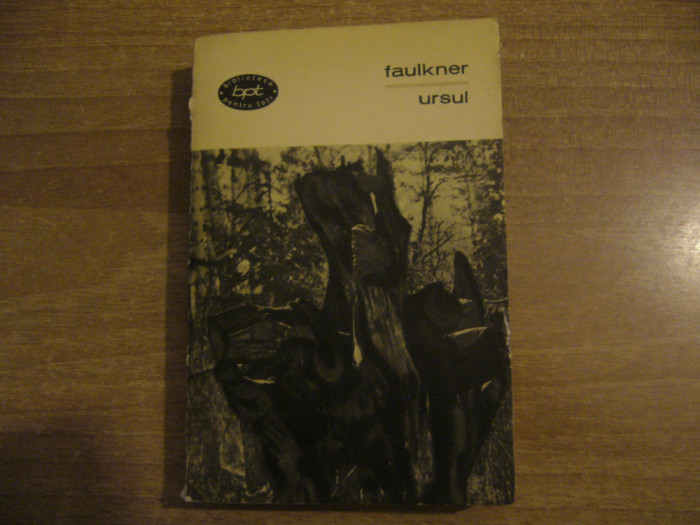 biblioteca
bpt
pentru toți
faulkner
ursul